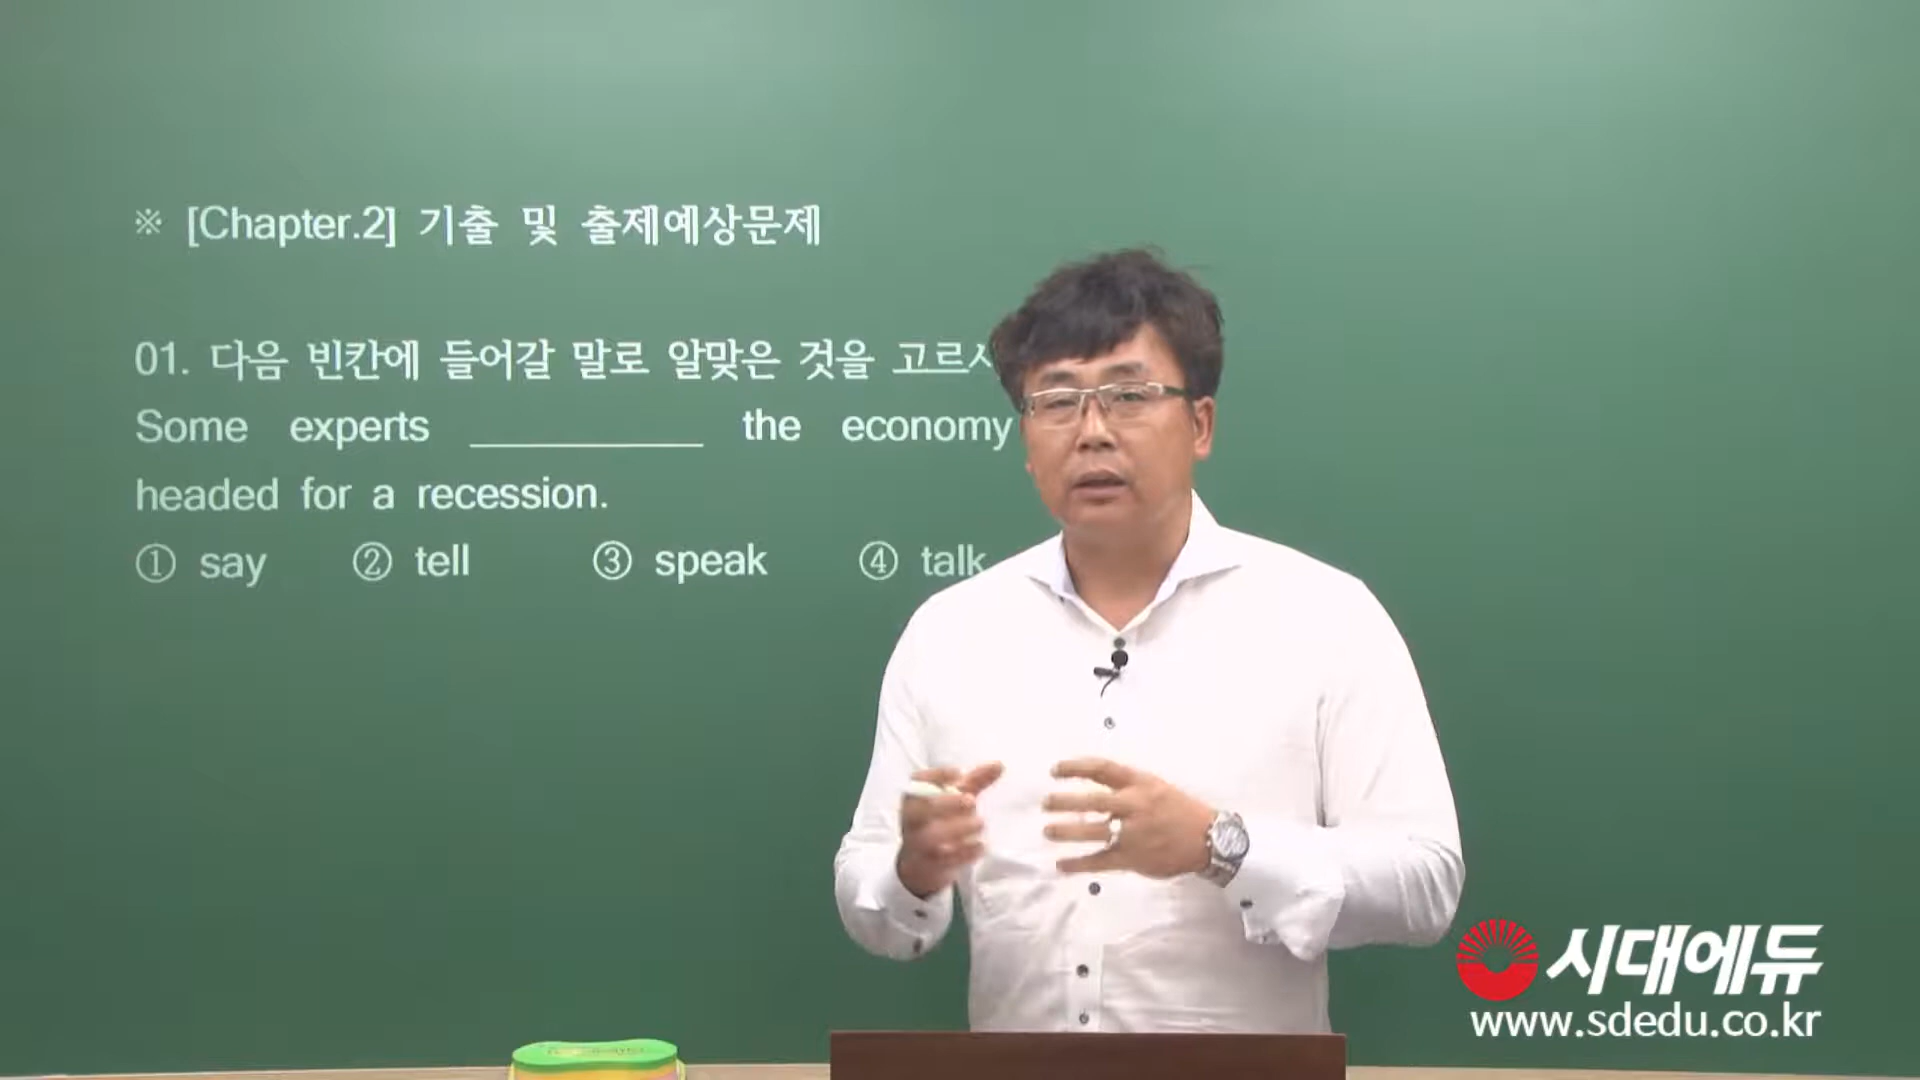 ※ [Chapter.2] 기출 및 출제예상문제
01. 다음 빈칸에 들어갈 말로 알맞은 것을
Some experts __________ the economy
headed for a recession.
① say ② tell ③ speak ④ talk
시대에듀
www.sdedu.co.kr